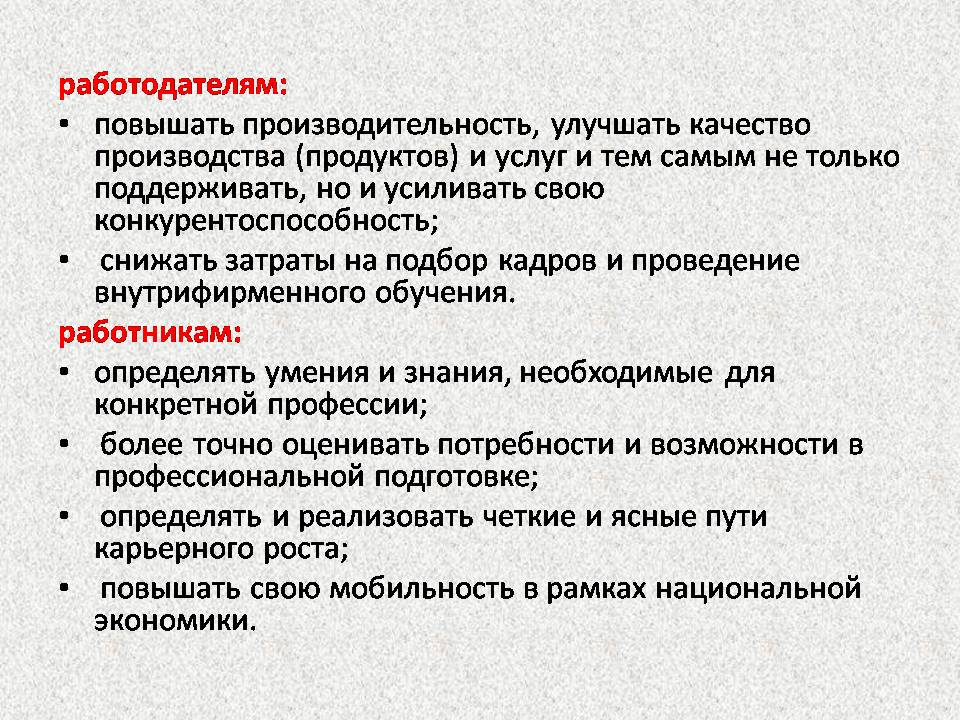 работодателям:
• повышать производительность, улучшать качество
производства (продуктов) и услуг и тем самым не только
поддерживать, но и усиливать свою
конкурентоспособность;
• снижать затраты на подбор кадров и проведение
внутрифирменного обучения.
работникам:
• определять умения и знания, необходимые для
конкретной профессии;
• более точно оценивать потребности и возможности в
профессиональной подготовке;
• определять и реализовать четкие и ясные пути
карьерного роста;
• повышать свою мобильность в рамках национальной
экономики.